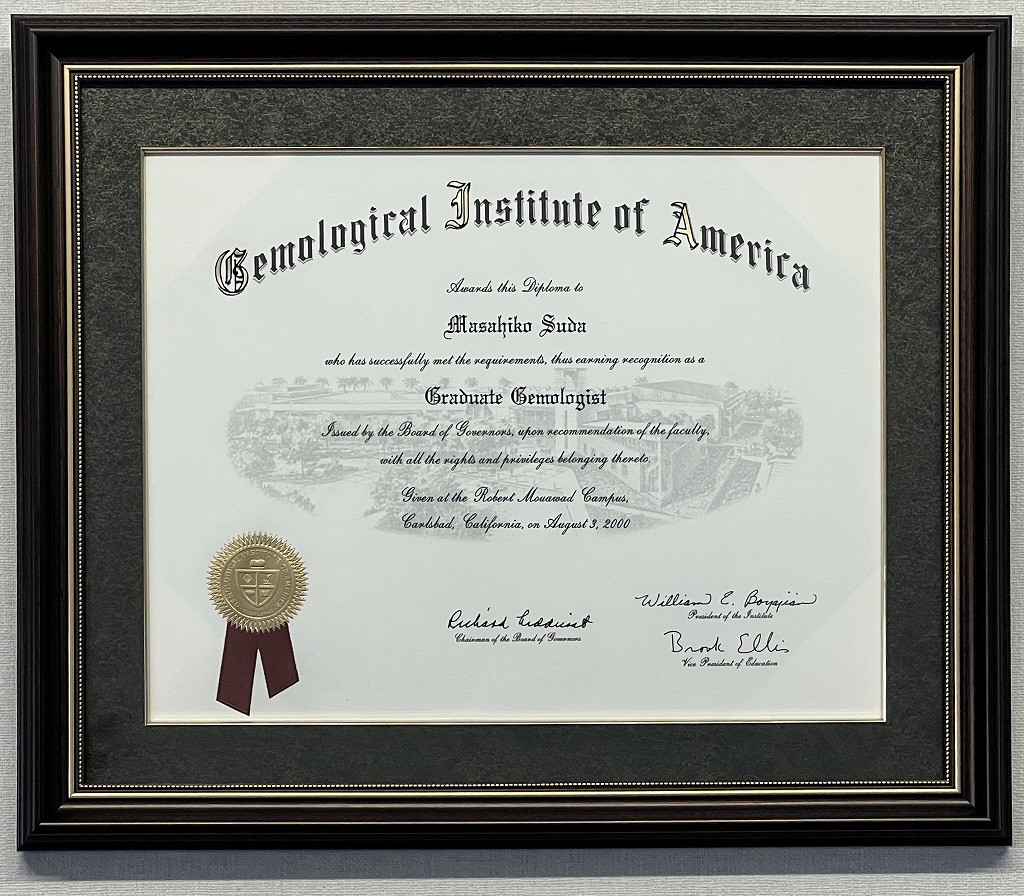 Gemological Institute of America
Awards this Diploma to
Masahiko Suda
who has successfully met the requirements, thus earning recognition as a
Graduate Gemologist
Issued by the Board of Governors, upon recommendation of the faculty,
with all the rights and privileges belonging thereto.
Given at the Robert Mouawad Campus,
Carlsbad, California, on August 3, 2000
William E. Boyajian
President of the Institute
Chairman of the Board of Governors
Brook Ellis
Vice President of Education